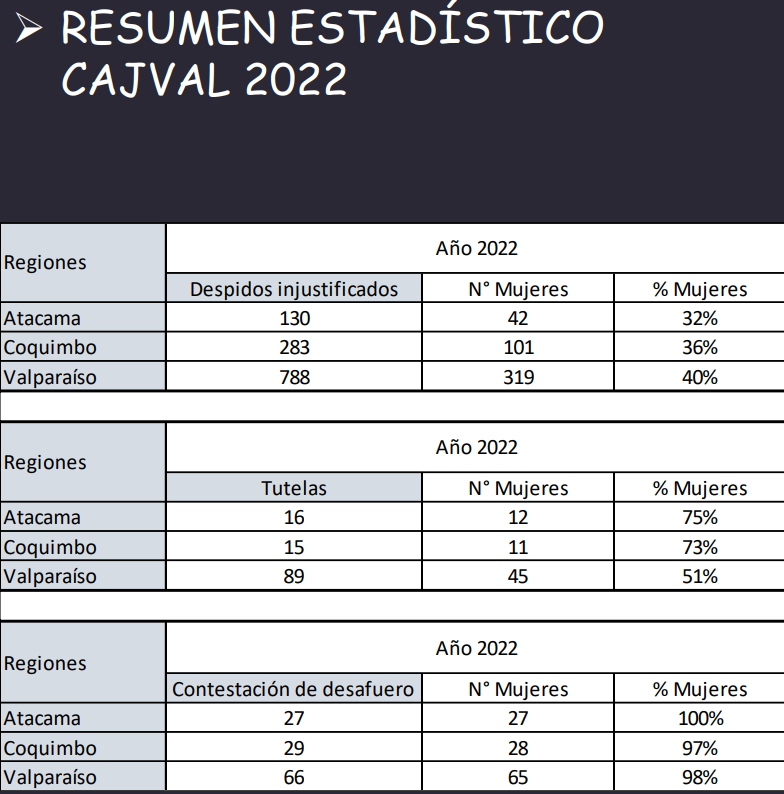 ➢ RESUMEN ESTADÍSTICO
CAJVAL 2022
Regiones
Año 2022
Despidos injustificados N° Mujeres % Mujeres
Atacama 130 42 32%
Coquimbo 283 101 36%
Valparaíso 788 319 40%
Regiones
Año 2022
Tutelas N° Mujeres % Mujeres
Atacama 16 12 75%
Coquimbo 15 11 73%
Valparaíso 89 45 51%
Regiones
Año 2022
Contestación de desafuero N° Mujeres % Mujeres
Atacama 27 27 100%
Coquimbo 29 28 97%
Valparaíso 66 65 98%